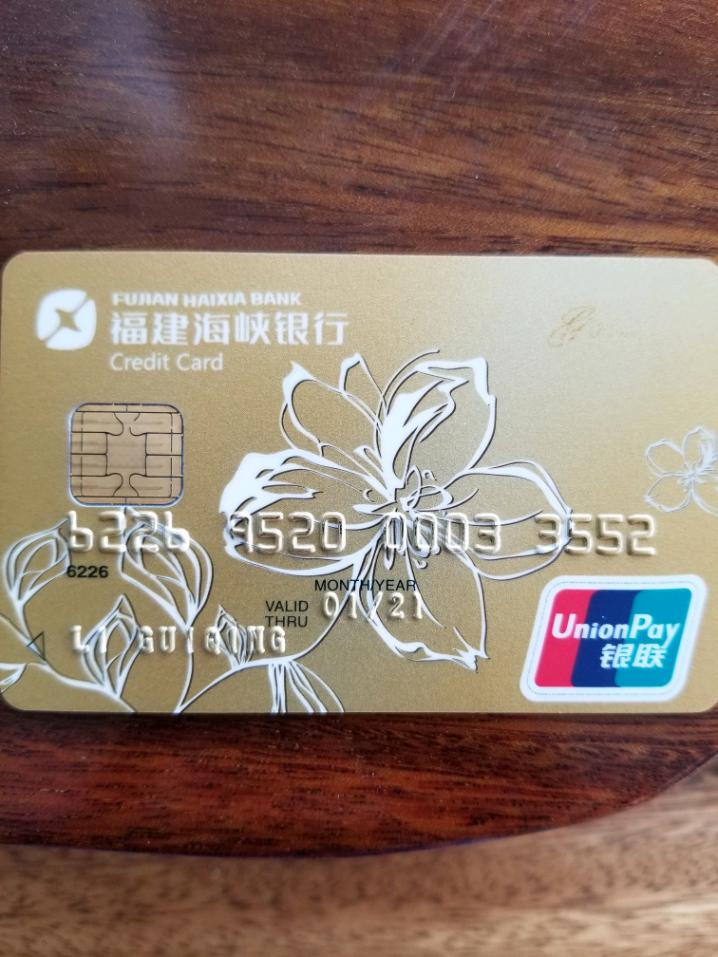 FUJIAN HAIXIA BANK
福建海峡银行
Credit Card
6226 9520 0003 3552
6226
MONTH/YEAR
VALID THRU 01/21
LI GUIQING
UnionPay
银联